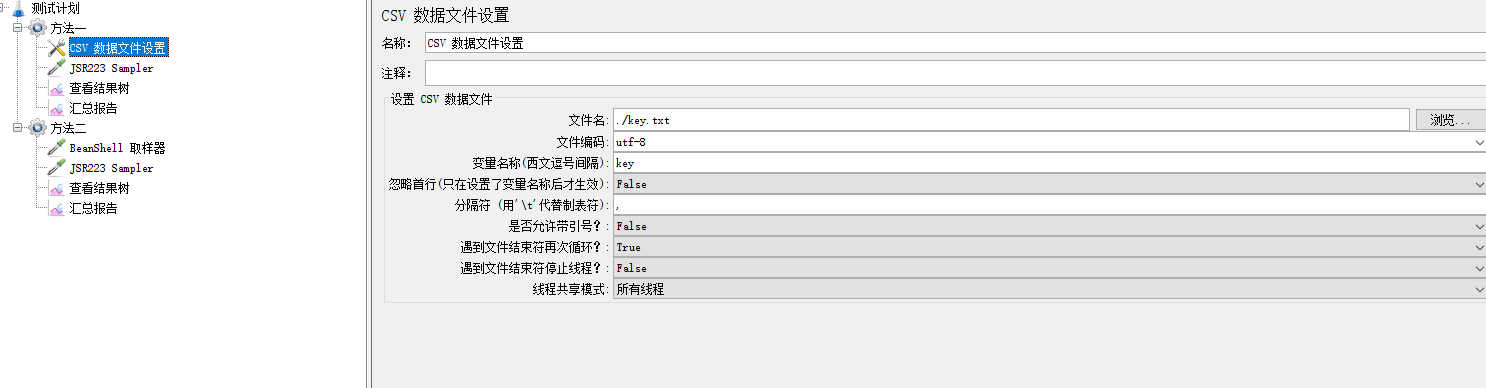 测试计划
方法一
CSV 数据文件设置
JSR223 Sampler
查看结果树
汇总报告
方法二
BeanShell 取样器
JSR223 Sampler
查看结果树
汇总报告
CSV 数据文件设置
名称: CSV 数据文件设置
注释:
设置 CSV 数据文件
文件名: ./key.txt 浏览...
文件编码: utf-8
变量名称(西文逗号间隔): key
忽略首行(只在设置了变量名称后才生效): False
分隔符 (用'\t'代替制表符): ,
是否允许带引号?: False
遇到文件结束符再次循环?: True
遇到文件结束符停止线程?: False
线程共享模式: 所有线程